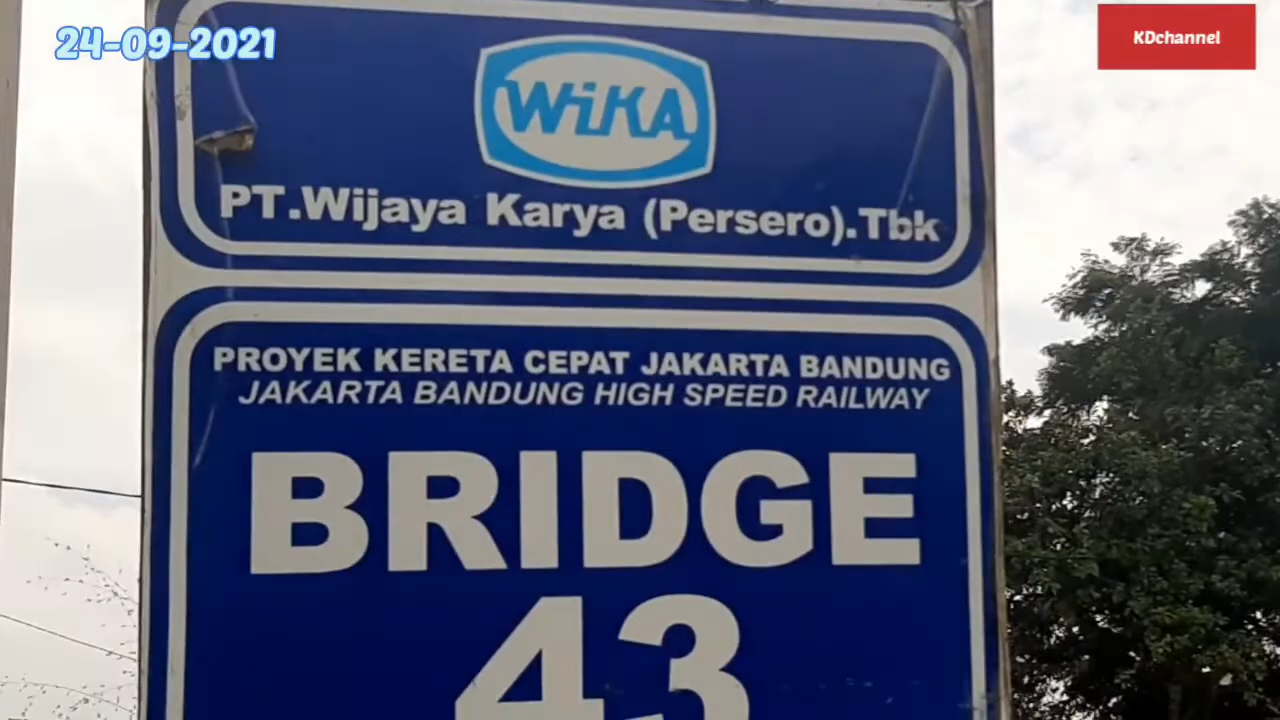 24-09-2021
KDchannel
WiKA
PT.Wijaya Karya (Persero).Tbk
PROYEK KERETA CEPAT JAKARTA BANDUNG
JAKARTA BANDUNG HIGH SPEED RAILWAY
BRIDGE
43